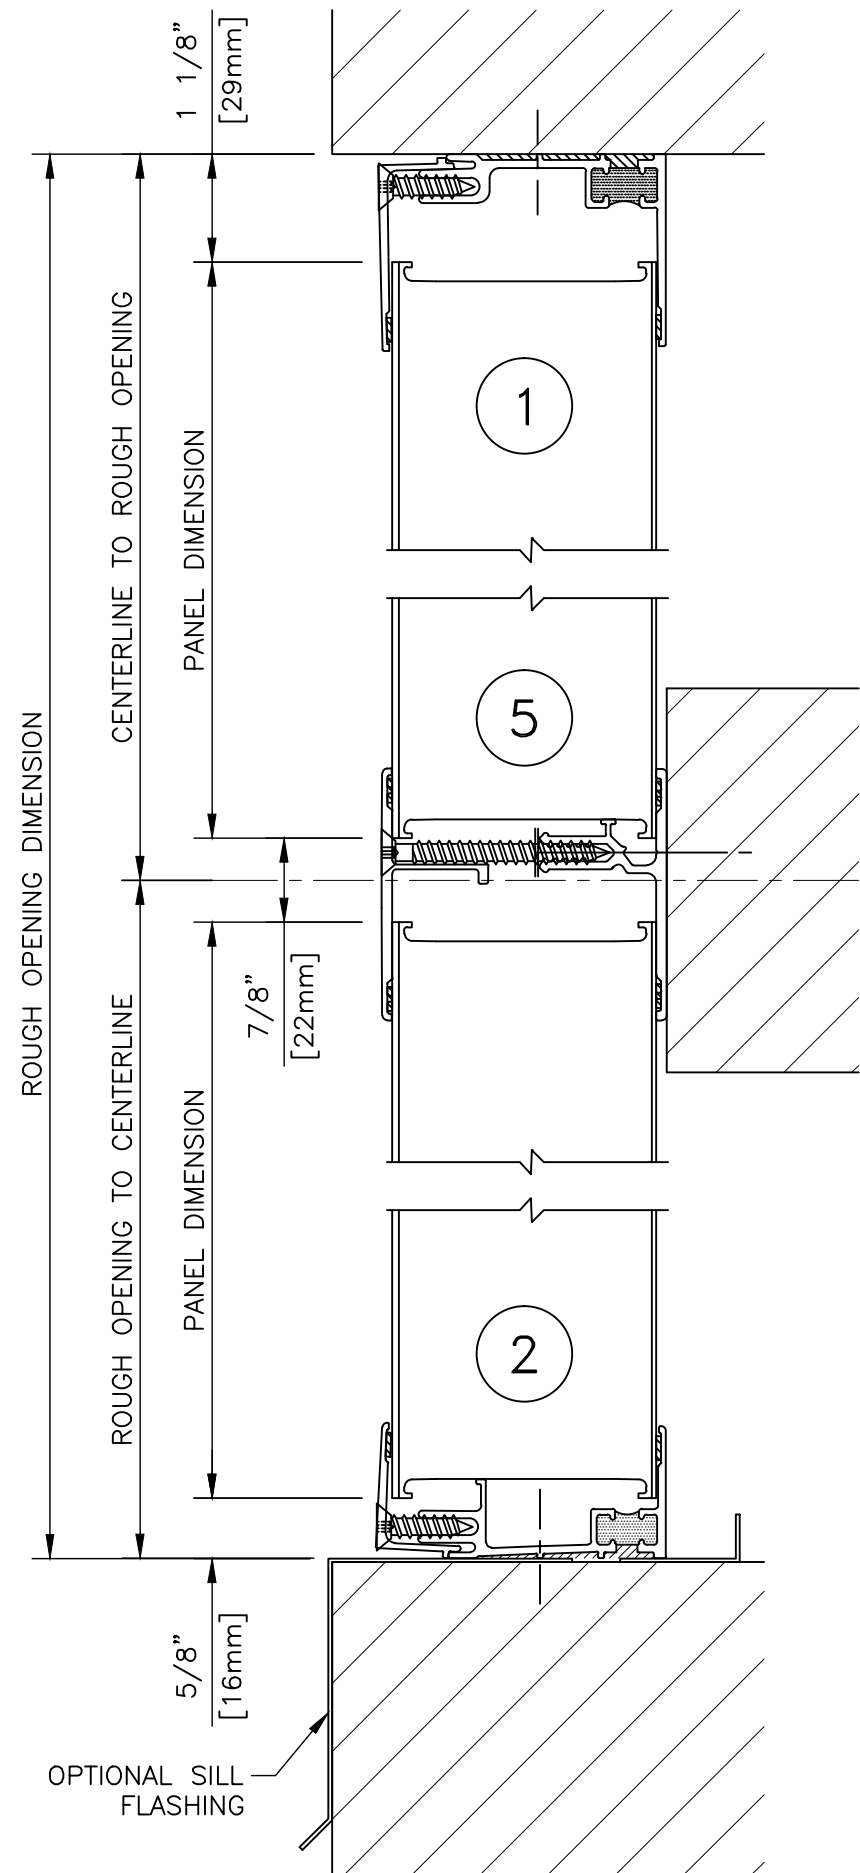 1 1/8”
[29mm]
CENTERLINE TO ROUGH OPENING
PANEL DIMENSION
1
5
ROUGH OPENING DIMENSION
7/8”
[22mm]
ROUGH OPENING TO CENTERLINE
PANEL DIMENSION
2
5/8”
[16mm]
OPTIONAL SILL
FLASHING